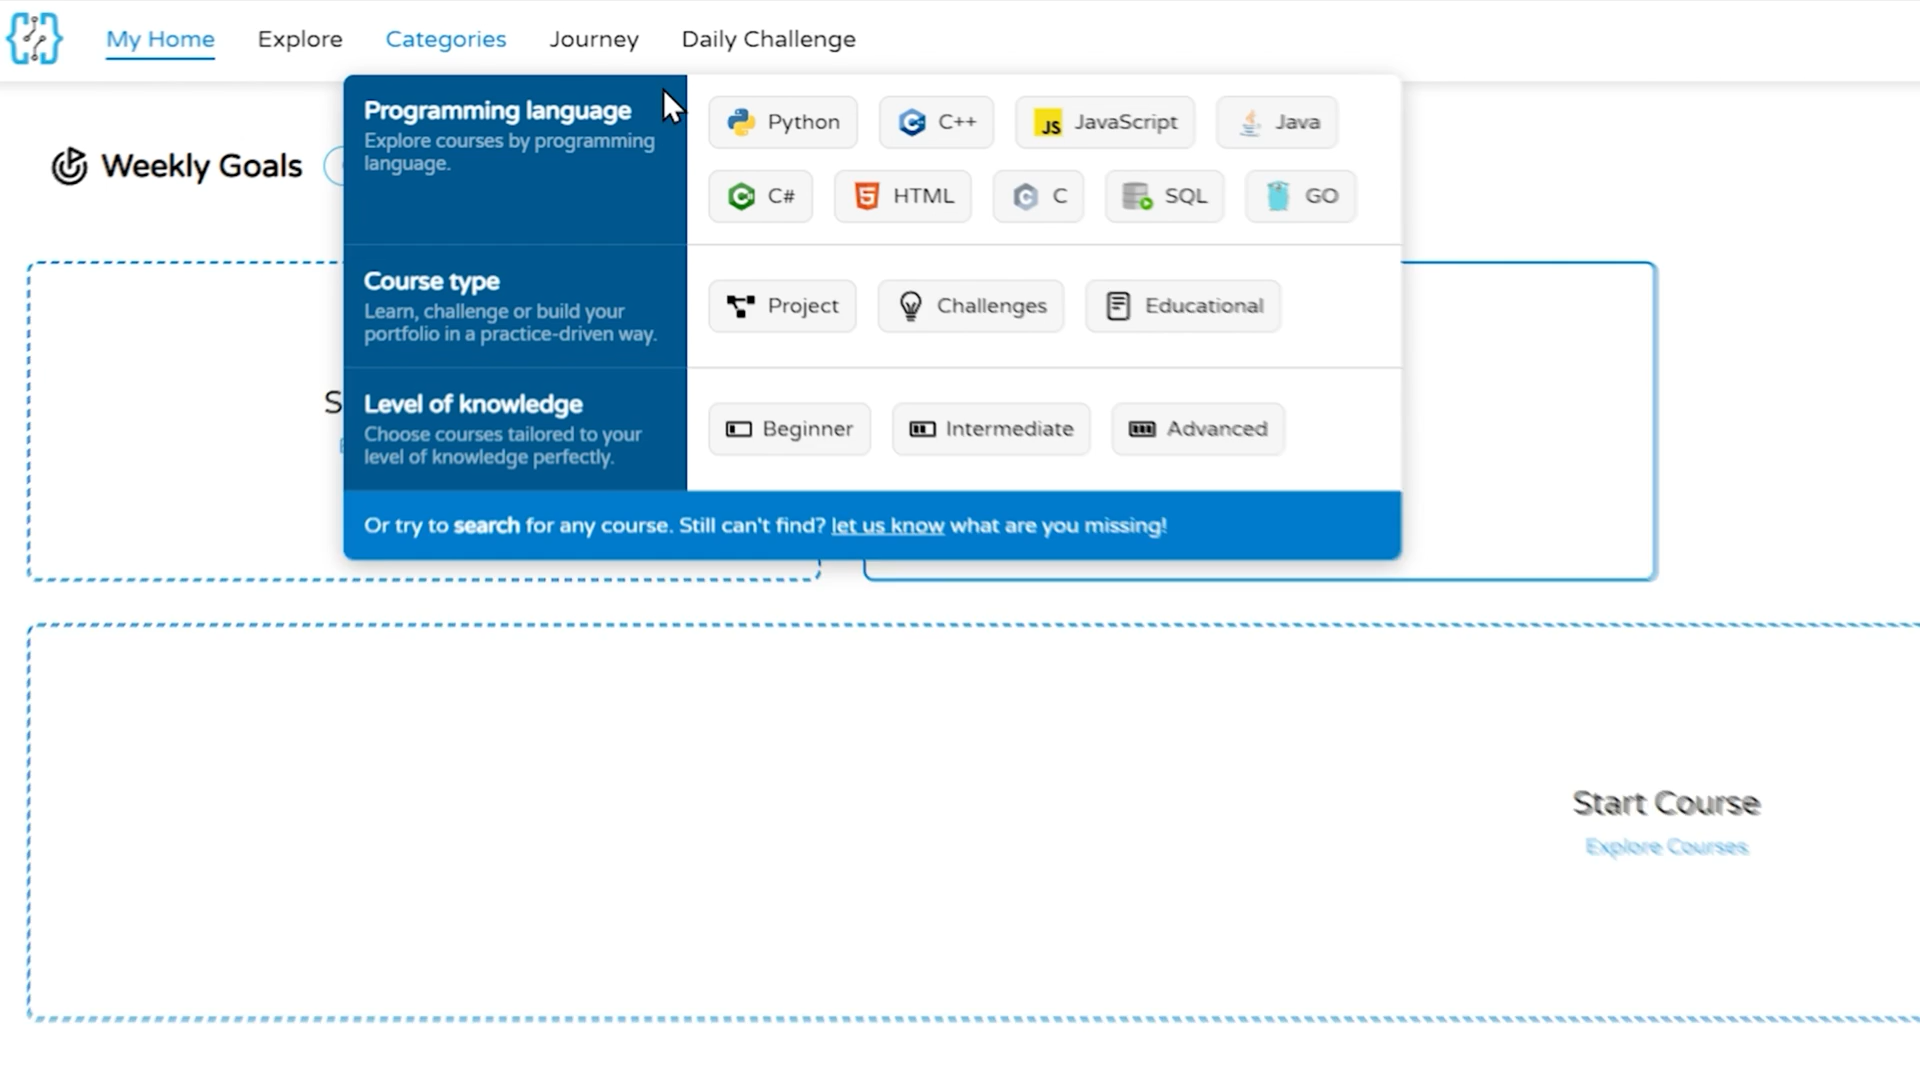 My Home Explore Categories Journey Daily Challenge
Weekly Goals
Programming language
Explore courses by programming
language.
Python C++ JavaScript Java
C# HTML C SQL GO
Course type
Learn, challenge or build your
portfolio in a practice-driven way.
Project Challenges Educational
Level of knowledge
Choose courses tailored to your
level of knowledge perfectly.
Beginner Intermediate Advanced
Or try to search for any course. Still can't find? let us know what are you missing!
Start Course
Explore Courses